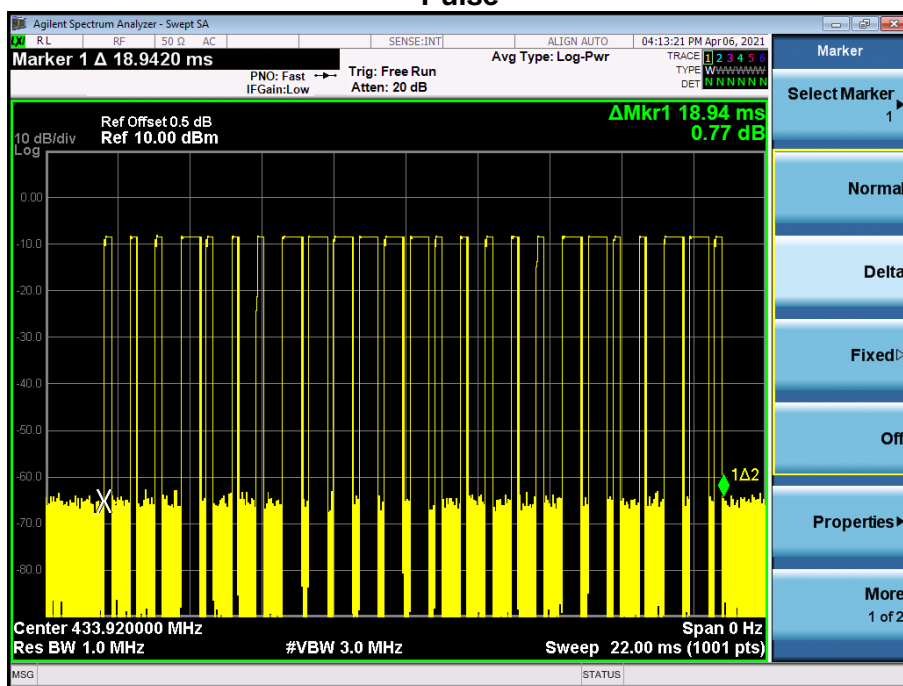 Pulse
Agilent Spectrum Analyzer - Swept SA
LXI RL RF 50 Ω AC SENSE:INT ALIGN AUTO 04:13:21 PM Apr 06, 2021
Marker 1 Δ 18.9420 ms
PNO: Fast
IFGain:Low
Trig: Free Run
Atten: 20 dB
Avg Type: Log-Pwr
TRACE 1 2 3 4 5 6
TYPE WWWWWWW
DET N N N N N N
Ref Offset 0.5 dB
10 dB/div Ref 10.00 dBm
Log
ΔMkr1 18.94 ms
0.77 dB
0.00
-10.0
-20.0
-30.0
-40.0
-50.0
-60.0
-70.0
-80.0
1Δ2
Center 433.920000 MHz Span 0 Hz
Res BW 1.0 MHz #VBW 3.0 MHz Sweep 22.00 ms (1001 pts)
MSG STATUS
Marker
Select Marker
1
Normal
Delta
Fixed
Off
Properties
More
1 of 2